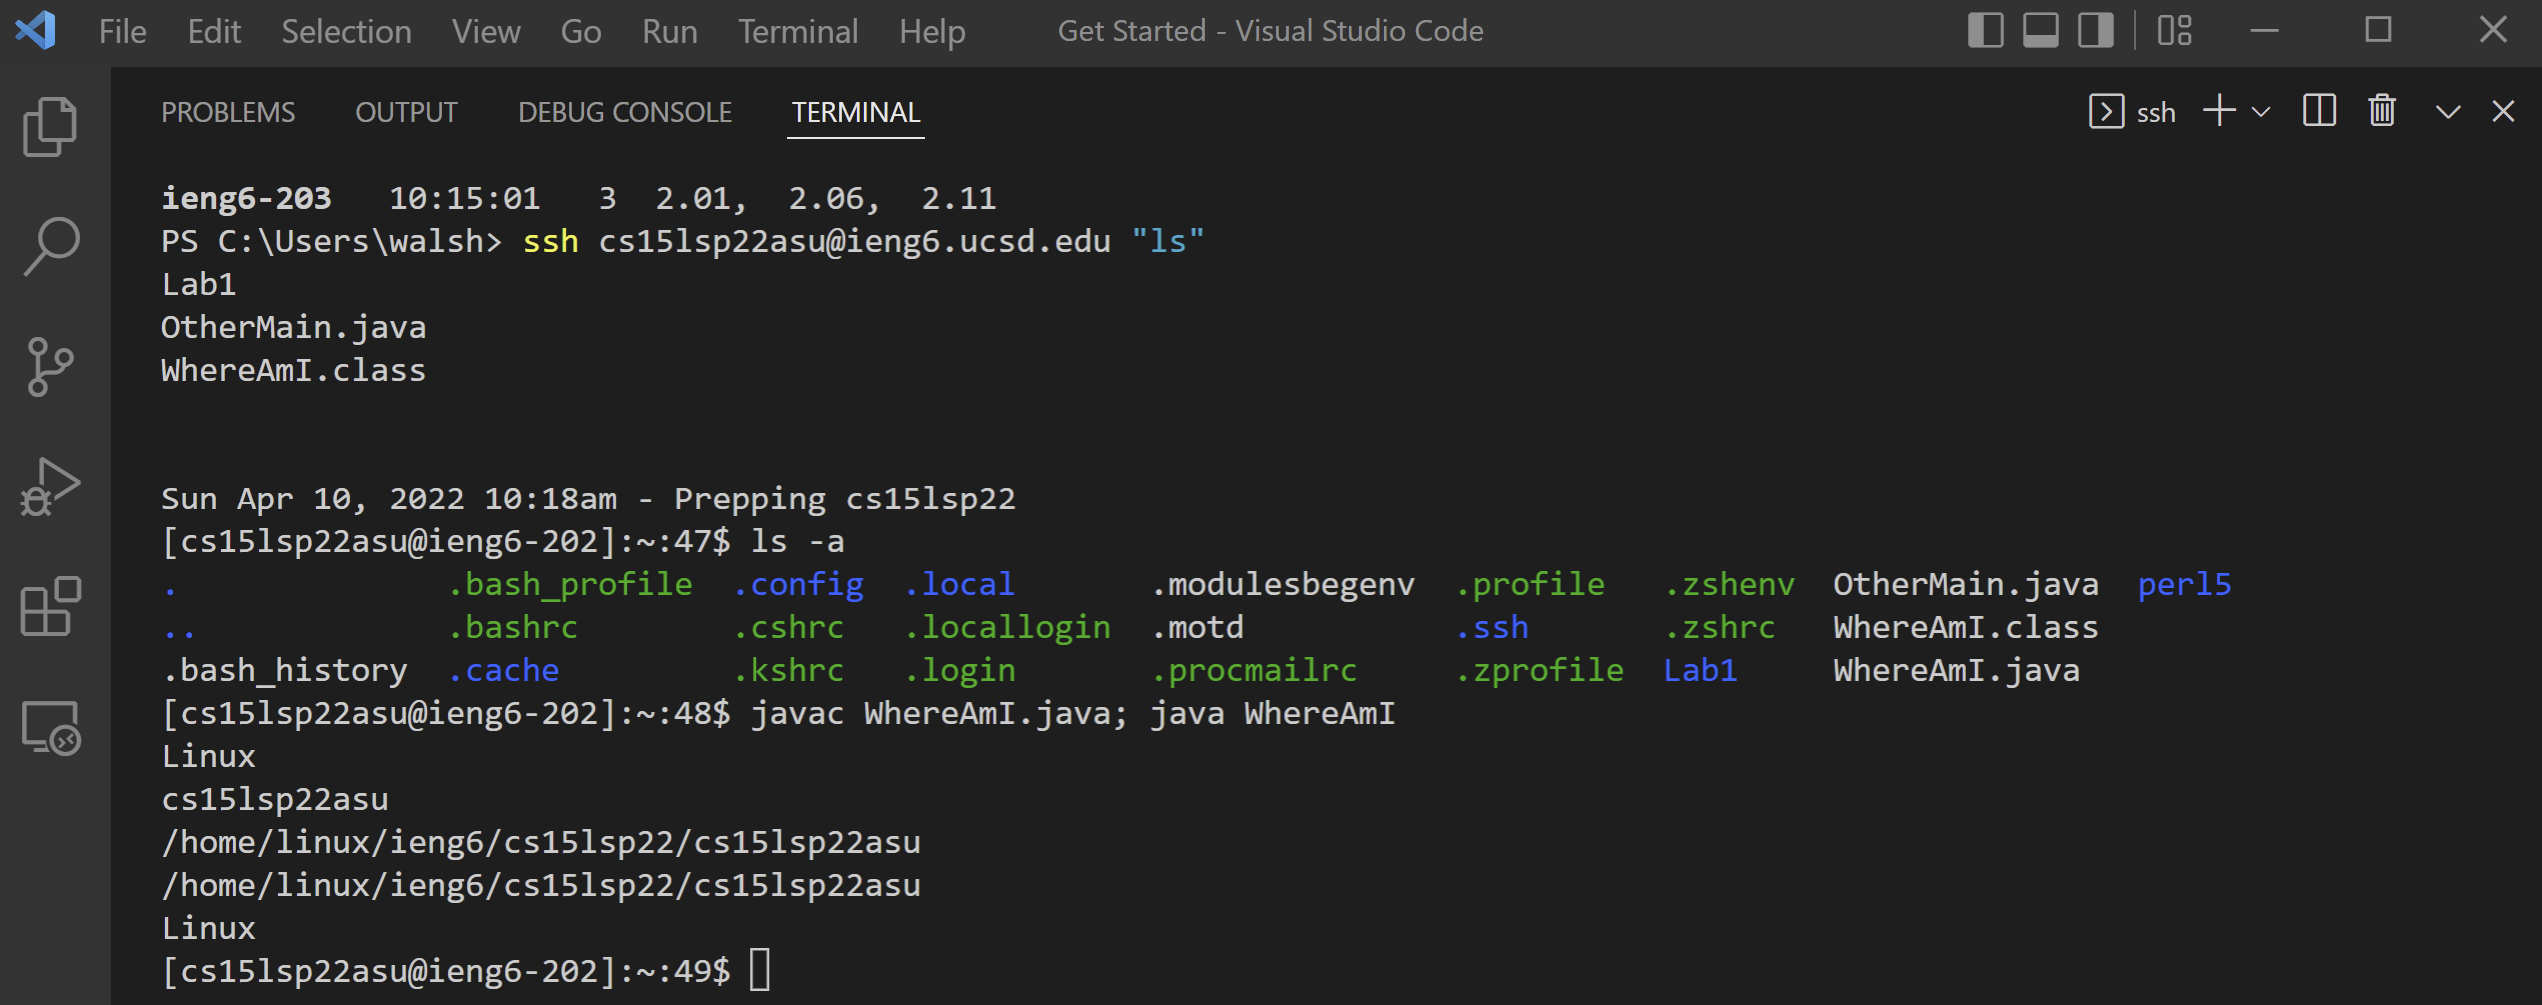 File Edit Selection View Go Run Terminal Help Get Started - Visual Studio Code
PROBLEMS OUTPUT DEBUG CONSOLE TERMINAL ssh
ieng6-203   10:15:01   3  2.01,  2.06,  2.11
PS C:\Users\walsh> ssh cs15lsp22asu@ieng6.ucsd.edu "ls"
Lab1
OtherMain.java
WhereAmI.class
Sun Apr 10, 2022 10:18am - Prepping cs15lsp22
[cs15lsp22asu@ieng6-202]:~:47$ ls -a
.              .bash_profile  .config  .local       .modulesbegenv  .profile   .zshenv  OtherMain.java  perl5
..             .bashrc        .cshrc   .locallogin  .motd           .ssh       .zshrc   WhereAmI.class
.bash_history  .cache         .kshrc   .login       .procmailrc     .zprofile  Lab1     WhereAmI.java
[cs15lsp22asu@ieng6-202]:~:48$ javac WhereAmI.java; java WhereAmI
Linux
cs15lsp22asu
/home/linux/ieng6/cs15lsp22/cs15lsp22asu
/home/linux/ieng6/cs15lsp22/cs15lsp22asu
Linux
[cs15lsp22asu@ieng6-202]:~:49$